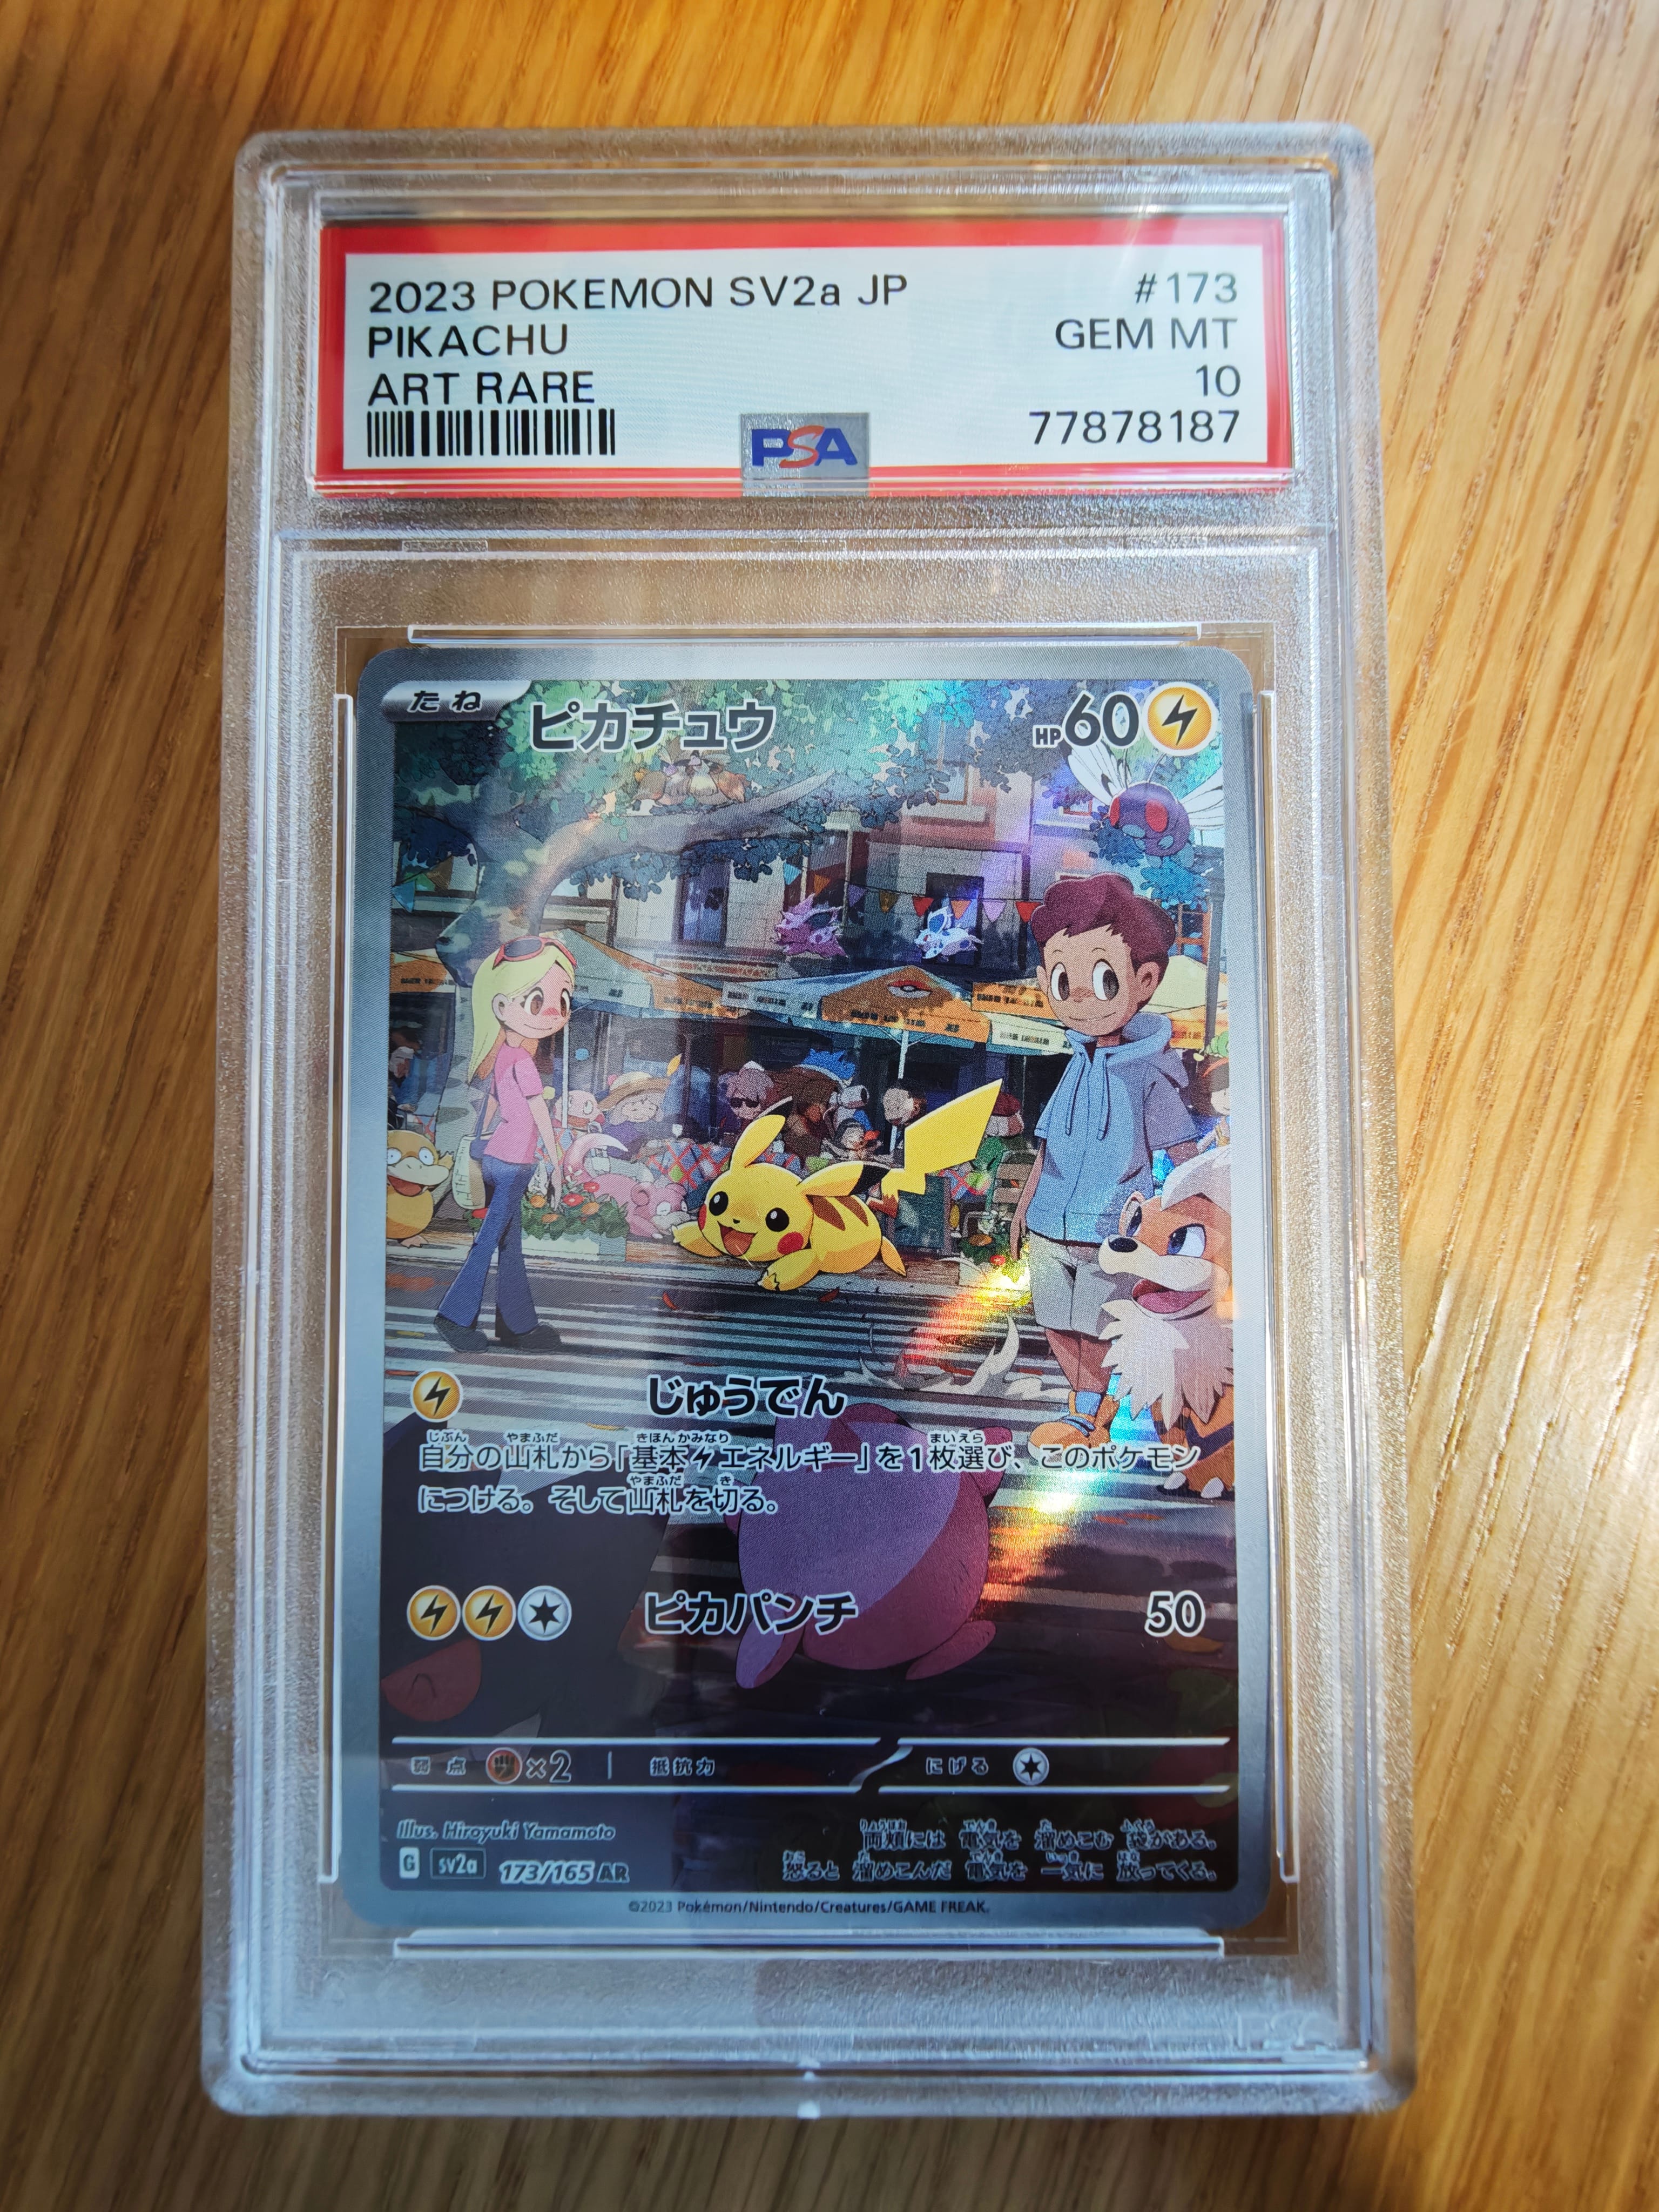 2023 POKEMON SV2a JP #173
PIKACHU GEM MT
ART RARE 10
PSA 77878187
たね ピカチュウ HP60
じゅうでん
自分の山札から「基本エネルギー」を1枚選び、このポケモン
につける。そして山札を切る。
ピカパンチ 50
弱点 ×2 抵抗力 にげる
Illus. Hiroyuki Yamamoto
両頬には 電気を 溜めこむ 袋がある。
怒ると 溜めこんだ 電気を 一気に 放ってくる。
G sv2a 173/165 AR
©2023 Pokémon/Nintendo/Creatures/GAME FREAK.